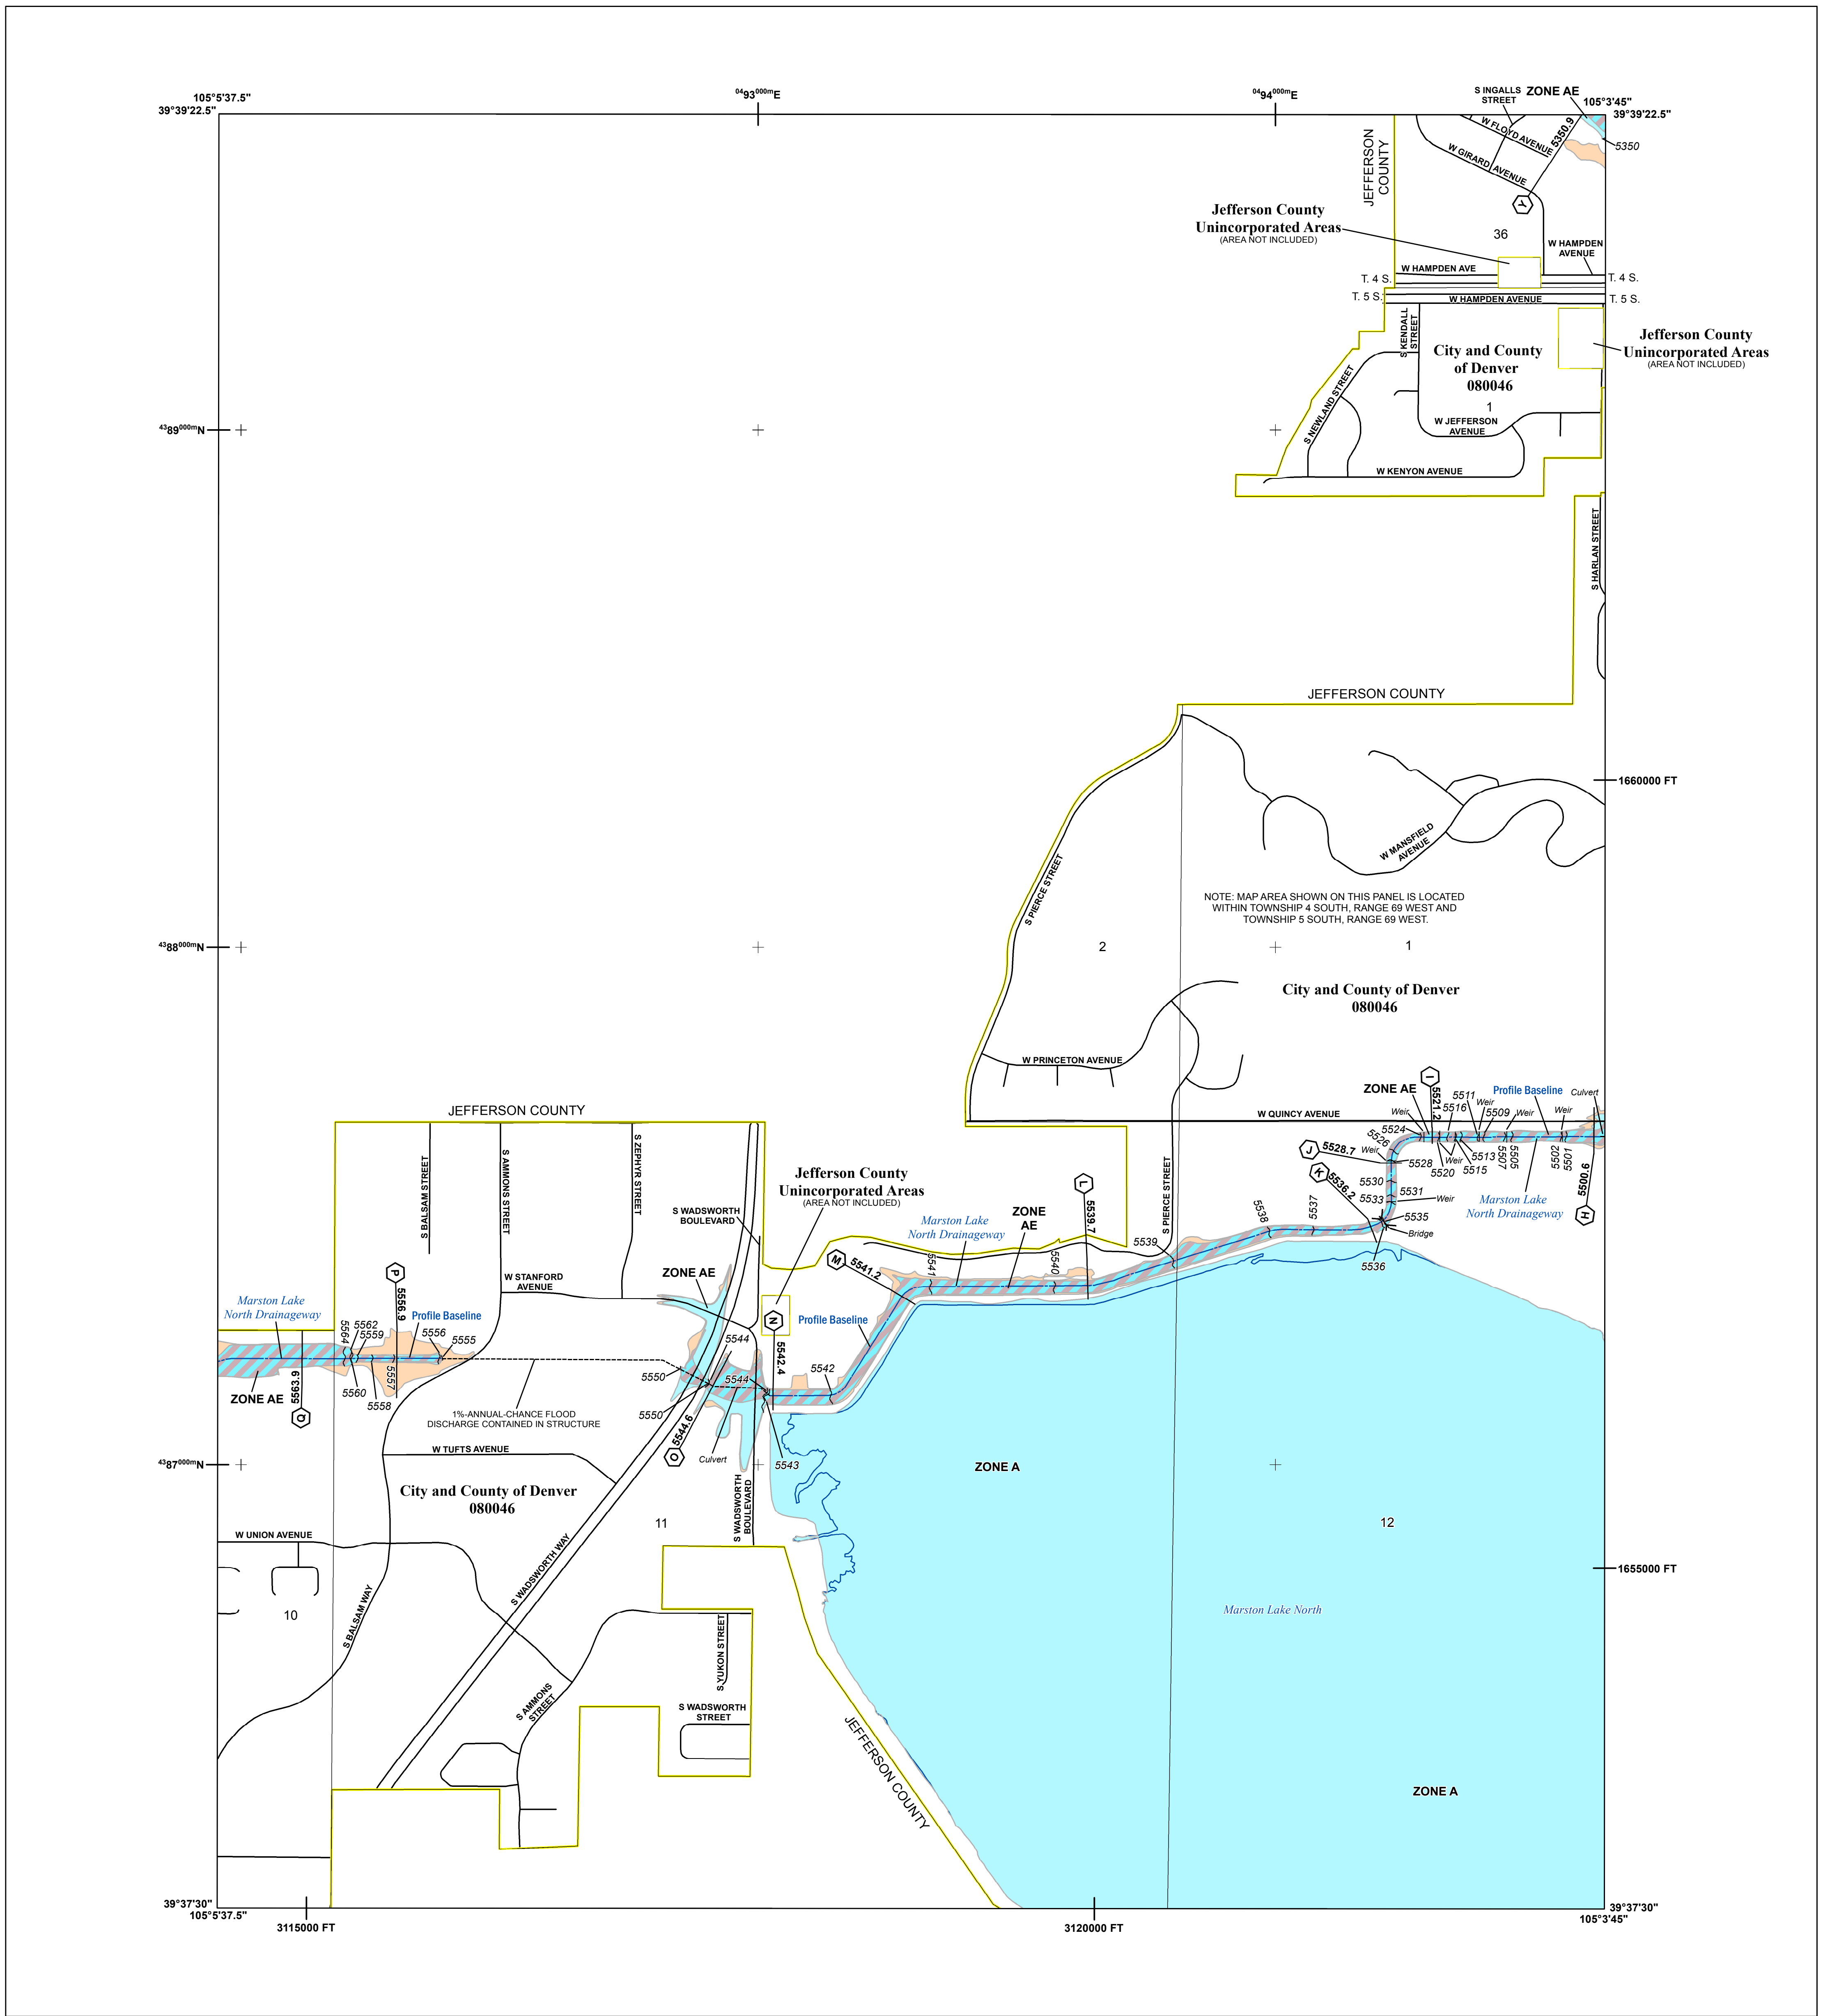 105°5'37.5"
39°39'22.5"
0493000mE
0494000mE
S INGALLS
STREET
ZONE AE
105°3'45"
39°39'22.5"
JEFFERSON
COUNTY
W FLOYD AVENUE
5350.9
5350
W GIRARD AVENUE
Y
Jefferson County
Unincorporated Areas
(AREA NOT INCLUDED)
36
W HAMPDEN
AVENUE
W HAMPDEN AVE
T. 4 S.
T. 4 S.
T. 5 S.
W HAMPDEN AVENUE
T. 5 S.
S KENDALL
STREET
City and County
of Denver
080046
1
Jefferson County
Unincorporated Areas
(AREA NOT INCLUDED)
S NEWLAND STREET
W JEFFERSON
AVENUE
4389000mN
W KENYON AVENUE
S HARLAN STREET
JEFFERSON COUNTY
1660000 FT
W MANSFIELD
AVENUE
S PIERCE STREET
NOTE: MAP AREA SHOWN ON THIS PANEL IS LOCATED
WITHIN TOWNSHIP 4 SOUTH, RANGE 69 WEST AND
TOWNSHIP 5 SOUTH, RANGE 69 WEST.
4388000mN
2
1
City and County of Denver
080046
W PRINCETON AVENUE
W QUINCY AVENUE
ZONE AE
I
5521.2
5511
Weir
5516
5509
Weir
Profile Baseline
Weir
Culvert
Weir
5524
5526
J
5528.7
Weir
5528
5520
Weir
5515
5513
5507
5505
5502
5501
5500.6
H
K
5536.2
5530
5531
5533
Weir
5535
Bridge
5536
Marston Lake
North Drainageway
5537
5538
5539
S PIERCE STREET
L
5539.7
5540
ZONE
AE
Marston Lake
North Drainageway
5541
M
5541.2
Profile Baseline
5542
JEFFERSON COUNTY
S BALSAM STREET
S AMMONS STREET
S ZEPHYR STREET
Jefferson County
Unincorporated Areas
(AREA NOT INCLUDED)
S WADSWORTH
BOULEVARD
W STANFORD
AVENUE
ZONE AE
N
5542.4
5544
5544
5550
5550
O
5544.6
Culvert
5543
P
5556.9
Marston Lake
North Drainageway
Profile Baseline
5564
5562
5559
5556
5555
5560
5558
5557
ZONE AE
5563.9
Q
1%-ANNUAL-CHANCE FLOOD
DISCHARGE CONTAINED IN STRUCTURE
W TUFTS AVENUE
4387000mN
City and County of Denver
080046
S WADSWORTH
BOULEVARD
ZONE A
11
12
W UNION AVENUE
S WADSWORTH WAY
1655000 FT
10
S BALSAM WAY
Marston Lake North
S YUKON STREET
S AMMONS
STREET
S WADSWORTH
STREET
JEFFERSON COUNTY
ZONE A
39°37'30"
105°5'37.5"
3115000 FT
3120000 FT
39°37'30"
105°3'45"